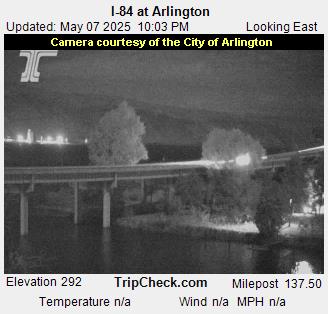 I-84 at Arlington
Updated: May 07 2025 10:03 PM Looking East
Camera courtesy of the City of Arlington
Elevation 292 TripCheck.com Milepost 137.50
Temperature n/a Wind n/a MPH n/a